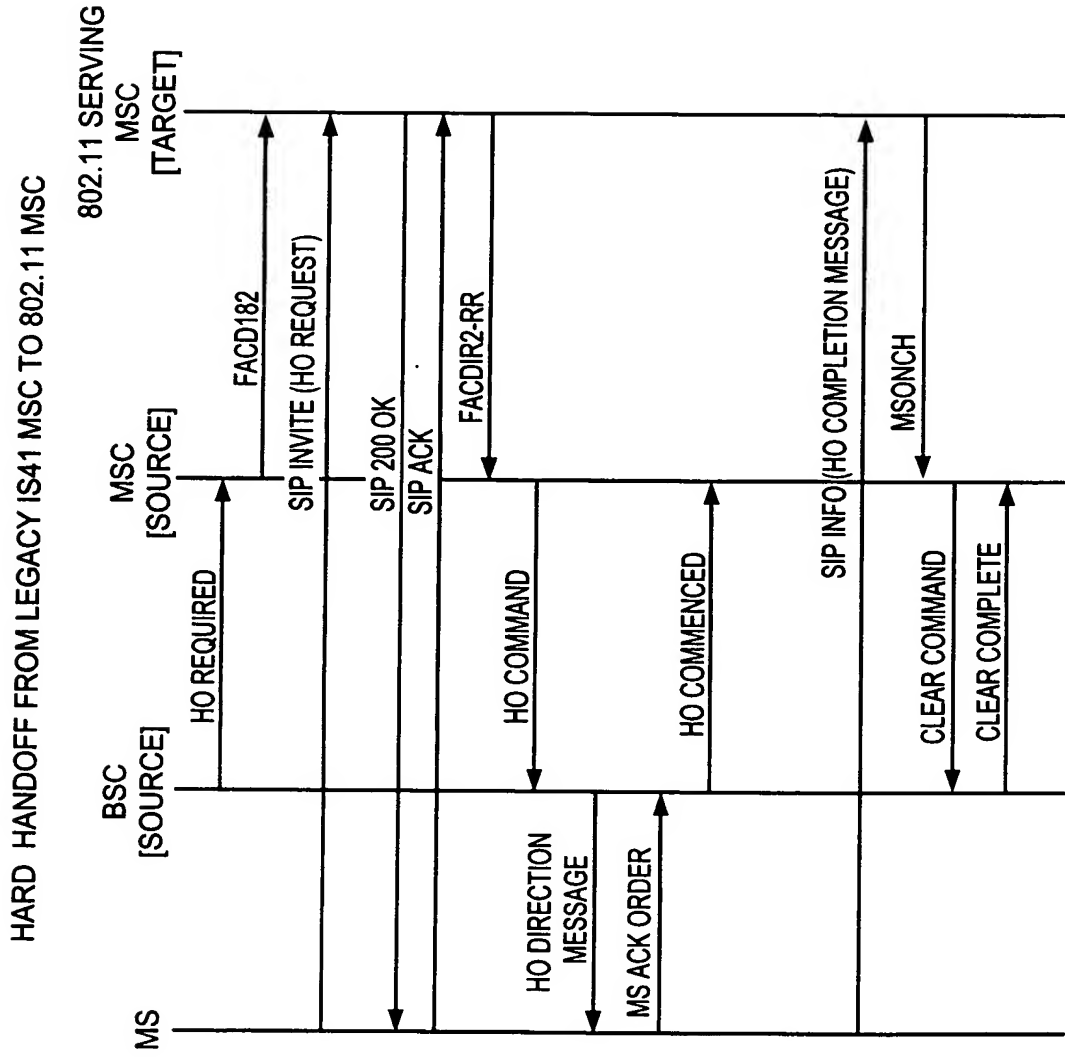 HARD HANDOFF FROM LEGACY IS41 MSC TO 802.11 MSC
MS
BSC
[SOURCE]
MSC
[SOURCE]
802.11 SERVING
MSC
[TARGET]
HO REQUIRED
FACD182
SIP INVITE (HO REQUEST)
SIP 200 OK
SIP ACK
FACDIR2-RR
HO COMMAND
HO DIRECTION
MESSAGE
MS ACK ORDER
HO COMMENCED
SIP INFO (HO COMPLETION MESSAGE)
MSONCH
CLEAR COMMAND
CLEAR COMPLETE